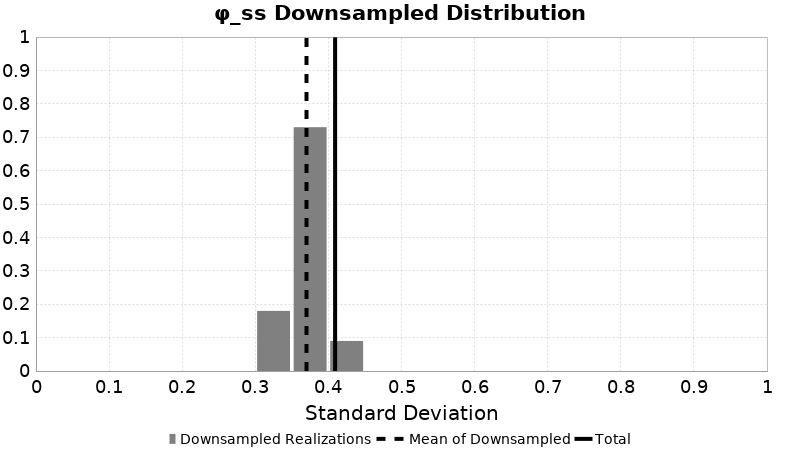 φ_ss Downsampled Distribution
1
0.9
0.8
0.7
0.6
0.5
0.4
0.3
0.2
0.1
0
0 0.1 0.2 0.3 0.4 0.5 0.6 0.7 0.8 0.9 1
Standard Deviation
Downsampled Realizations Mean of Downsampled Total